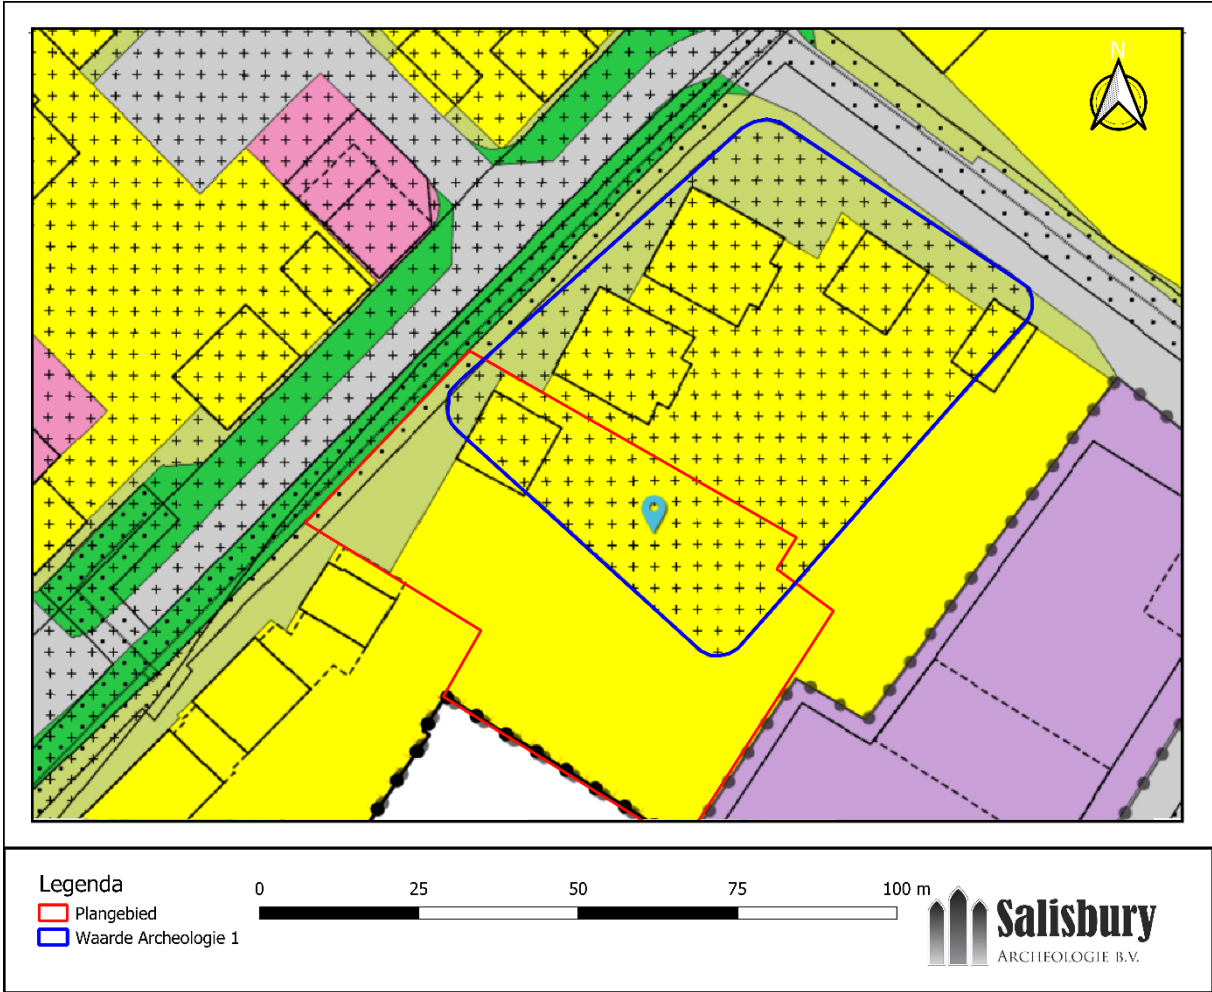 N
Legenda
0 25 50 75 100 m
Plangebied
Waarde Archeologie 1
Salisbury
ARCHEOLOGIE B.V.